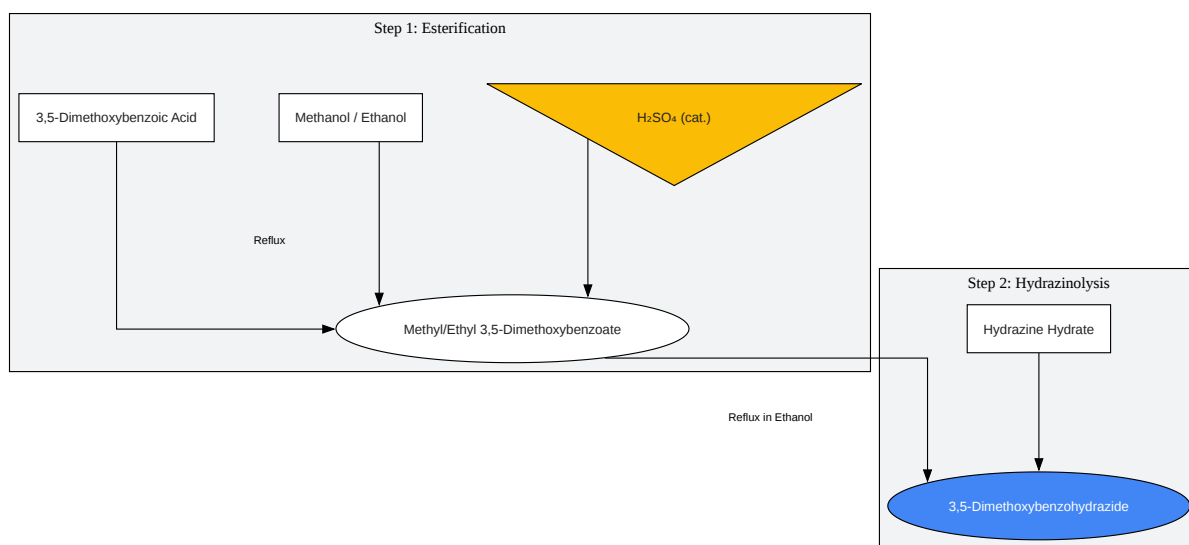 Step 1: Esterification
3,5-Dimethoxybenzoic Acid
Methanol / Ethanol
H₂SO₄ (cat.)
Reflux
Methyl/Ethyl 3,5-Dimethoxybenzoate
Step 2: Hydrazinolysis
Hydrazine Hydrate
Reflux in Ethanol
3,5-Dimethoxybenzohydrazide